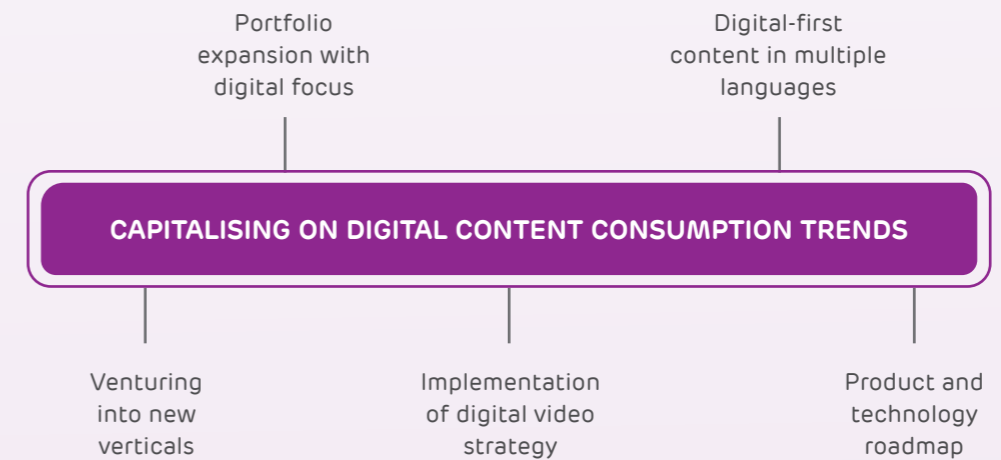 Portfolio
expansion with
digital focus
Digital-first
content in multiple
languages
CAPITALISING ON DIGITAL CONTENT CONSUMPTION TRENDS
Venturing
into new
verticals
Implementation
of digital video
strategy
Product and
technology
roadmap